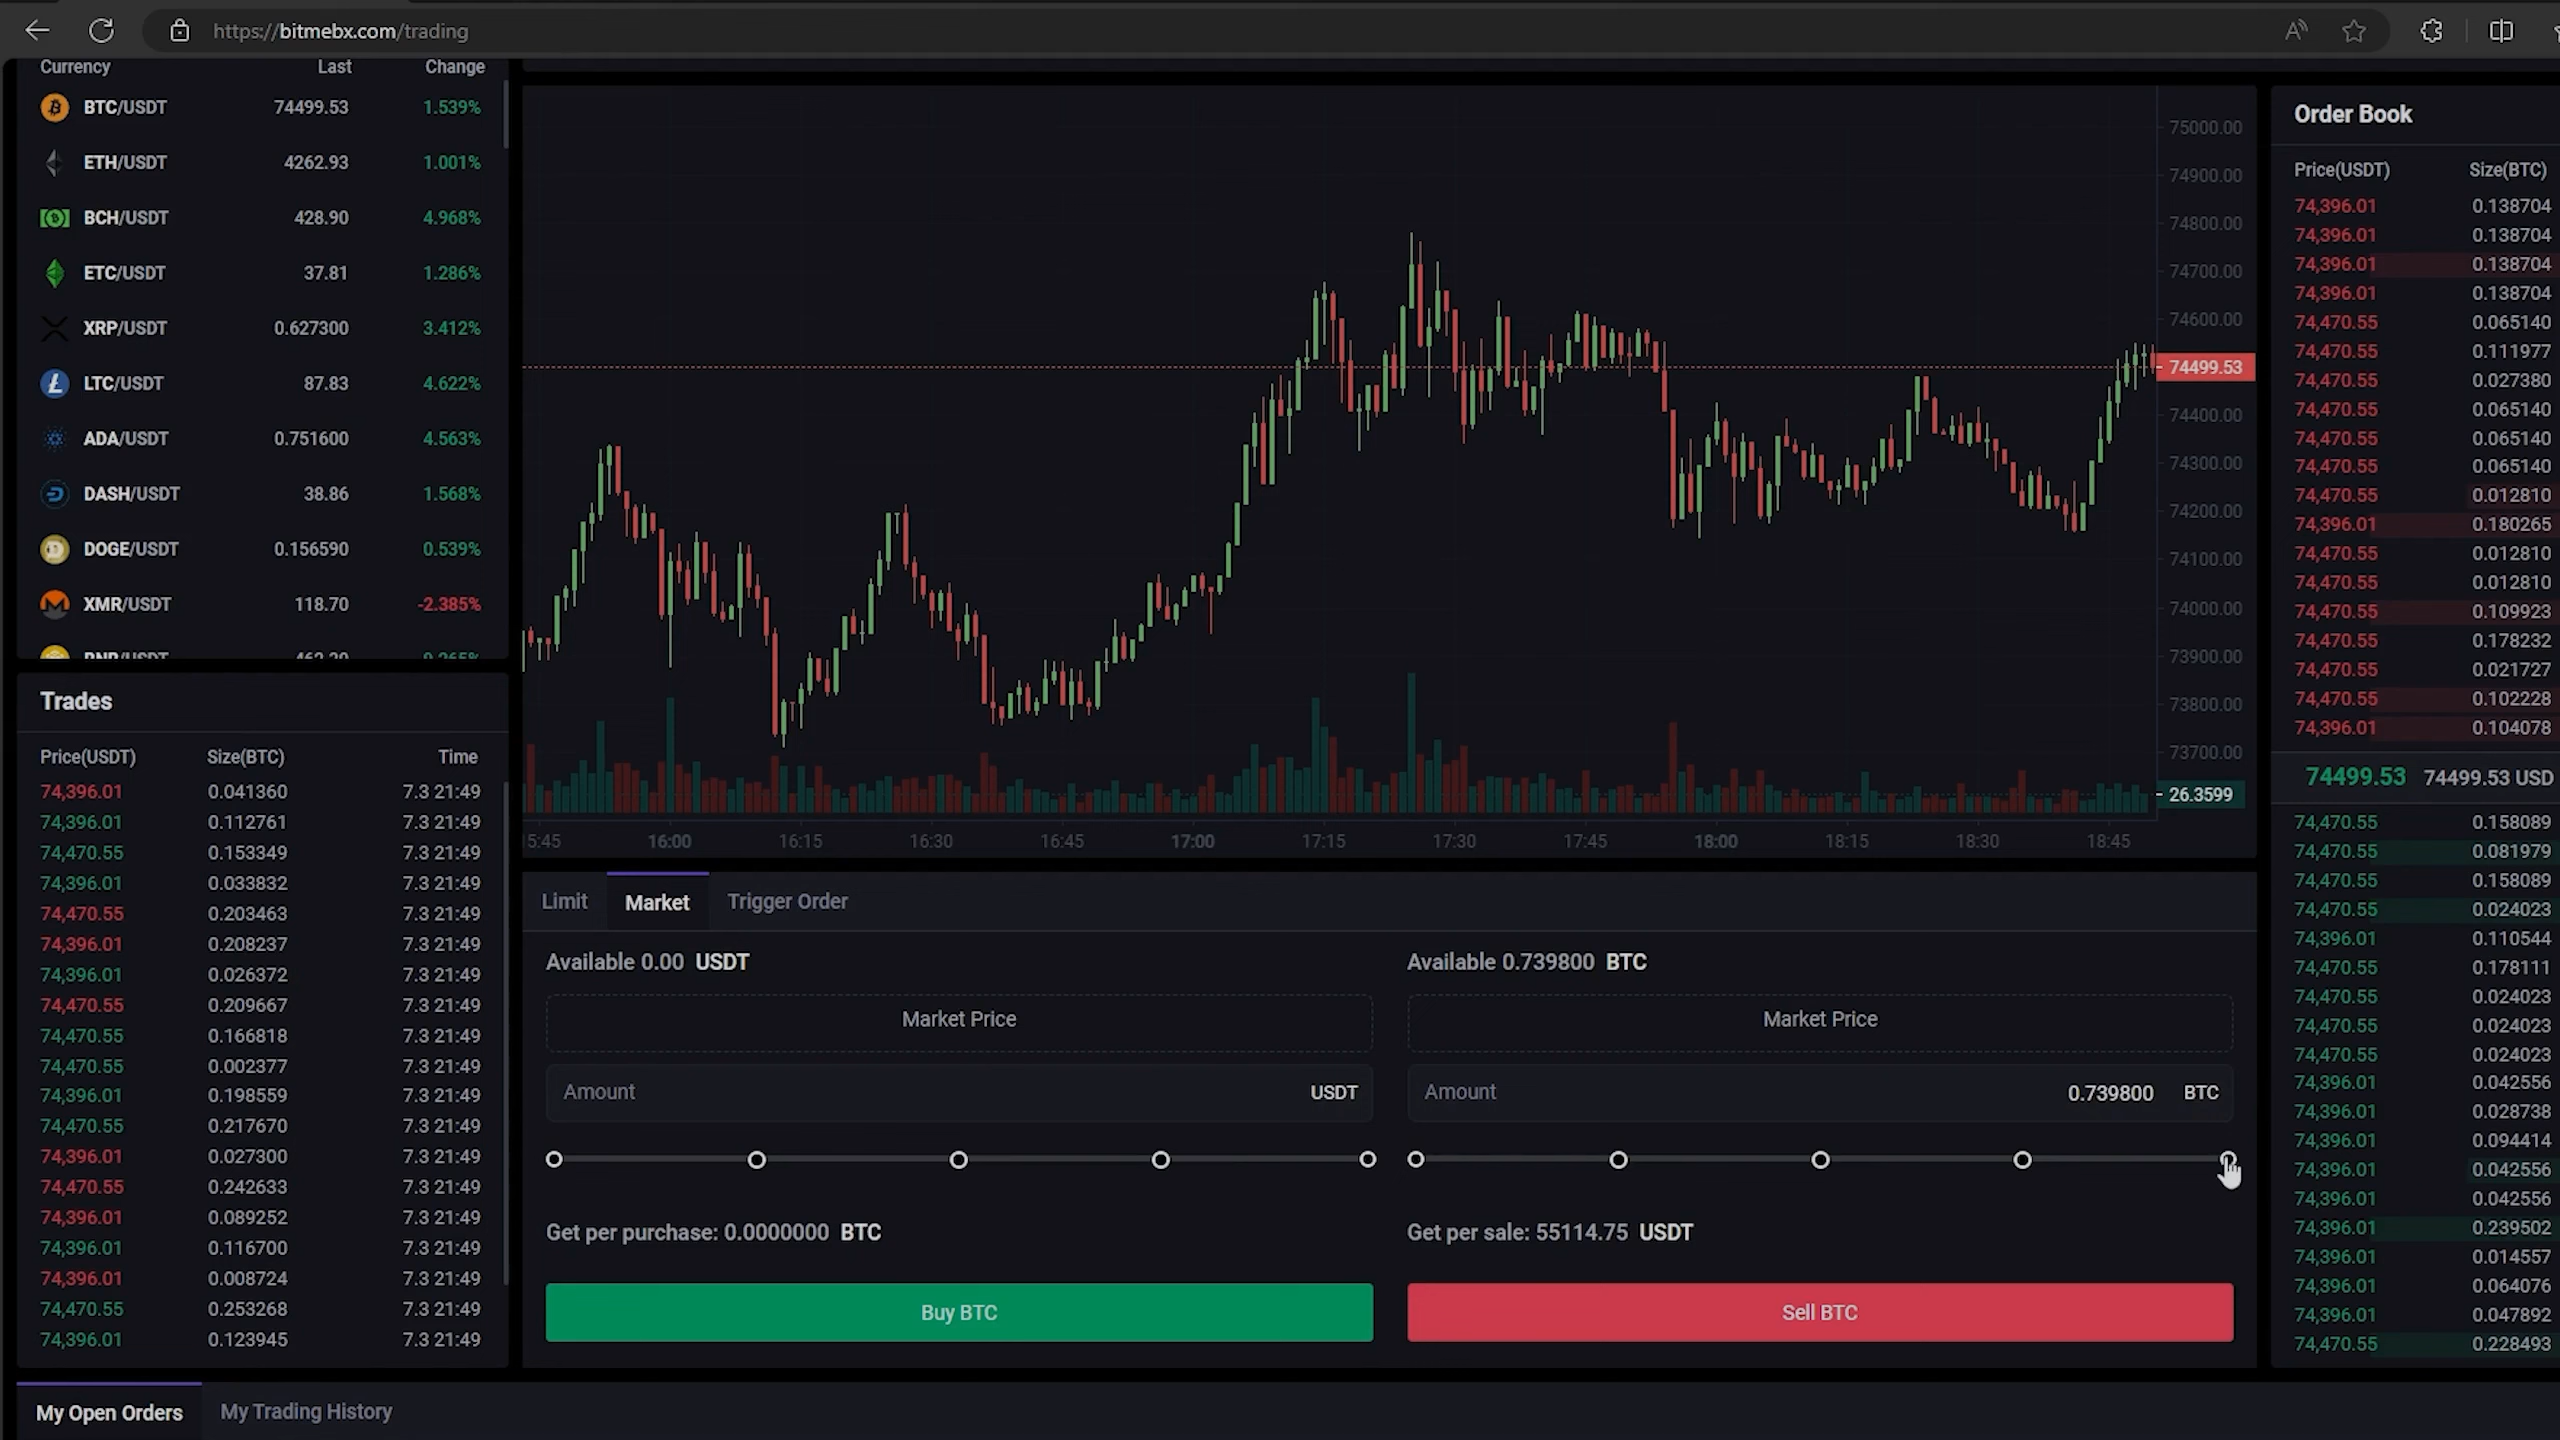 https://bitmebx.com/trading
Currency Last Change
BTC/USDT 74499.53 1.539%
ETH/USDT 4262.93 1.001%
BCH/USDT 428.90 4.968%
ETC/USDT 37.81 1.286%
XRP/USDT 0.627300 3.412%
LTC/USDT 87.83 4.622%
ADA/USDT 0.751600 4.563%
DASH/USDT 38.86 1.568%
DOGE/USDT 0.156590 0.539%
XMR/USDT 118.70 -2.385%
Trades
Price(USDT) Size(BTC) Time
74,396.01 0.041360 7.3 21:49
74,396.01 0.112761 7.3 21:49
74,470.55 0.153349 7.3 21:49
74,396.01 0.033832 7.3 21:49
74,470.55 0.203463 7.3 21:49
74,396.01 0.208237 7.3 21:49
74,396.01 0.026372 7.3 21:49
74,470.55 0.209667 7.3 21:49
74,470.55 0.166818 7.3 21:49
74,470.55 0.002377 7.3 21:49
74,396.01 0.198559 7.3 21:49
74,470.55 0.217670 7.3 21:49
74,396.01 0.027300 7.3 21:49
74,470.55 0.242633 7.3 21:49
74,396.01 0.089252 7.3 21:49
74,396.01 0.116700 7.3 21:49
74,396.01 0.008724 7.3 21:49
74,470.55 0.253268 7.3 21:49
74,396.01 0.123945 7.3 21:49
75000.00
74900.00
74800.00
74700.00
74600.00
74499.53
74400.00
74300.00
74200.00
74100.00
74000.00
73900.00
73800.00
73700.00
26.3599
5:45 16:00 16:15 16:30 16:45 17:00 17:15 17:30 17:45 18:00 18:15 18:30 18:45
Limit Market Trigger Order
Available 0.00 USDT
Market Price
Amount USDT
Get per purchase: 0.0000000 BTC
Buy BTC
Available 0.739800 BTC
Market Price
Amount 0.739800 BTC
Get per sale: 55114.75 USDT
Sell BTC
Order Book
Price(USDT) Size(BTC)
74,396.01 0.138704
74,396.01 0.138704
74,396.01 0.138704
74,396.01 0.138704
74,470.55 0.065140
74,470.55 0.111977
74,470.55 0.027380
74,470.55 0.065140
74,470.55 0.065140
74,470.55 0.065140
74,470.55 0.012810
74,396.01 0.180265
74,470.55 0.012810
74,470.55 0.012810
74,470.55 0.109923
74,470.55 0.178232
74,470.55 0.021727
74,470.55 0.102228
74,396.01 0.104078
74499.53 74499.53 USD
74,470.55 0.158089
74,470.55 0.081979
74,470.55 0.158089
74,470.55 0.024023
74,396.01 0.110544
74,470.55 0.178111
74,470.55 0.024023
74,470.55 0.024023
74,470.55 0.024023
74,396.01 0.042556
74,396.01 0.028738
74,396.01 0.094414
74,396.01 0.042556
74,396.01 0.042556
74,396.01 0.239502
74,396.01 0.014557
74,396.01 0.064076
74,396.01 0.047892
74,470.55 0.228493
My Open Orders My Trading History